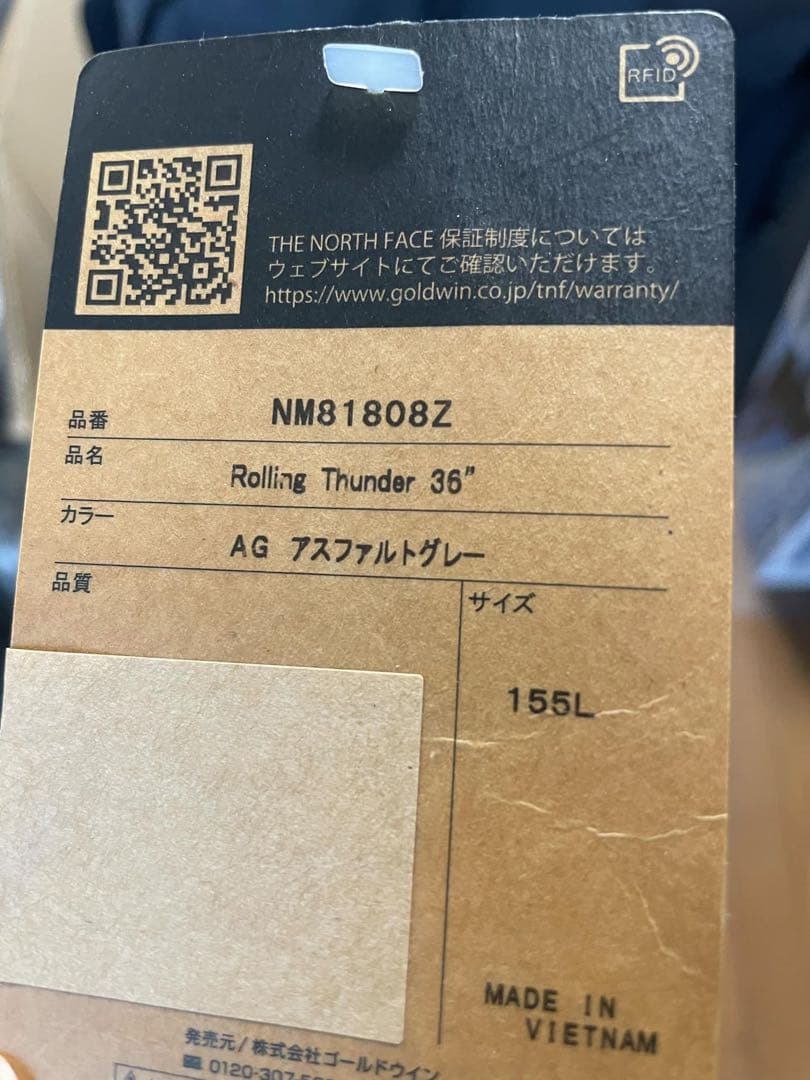 RFID
THE NORTH FACE 保証制度については
ウェブサイトにてご確認いただけます。
https://www.goldwin.co.jp/tnf/warranty/
品番 NM81808Z
品名 Rolling Thunder 36”
カラー AG アスファルトグレー
品質
サイズ
155L
MADE IN
VIETNAM
発売元/株式会社ゴールドウイン